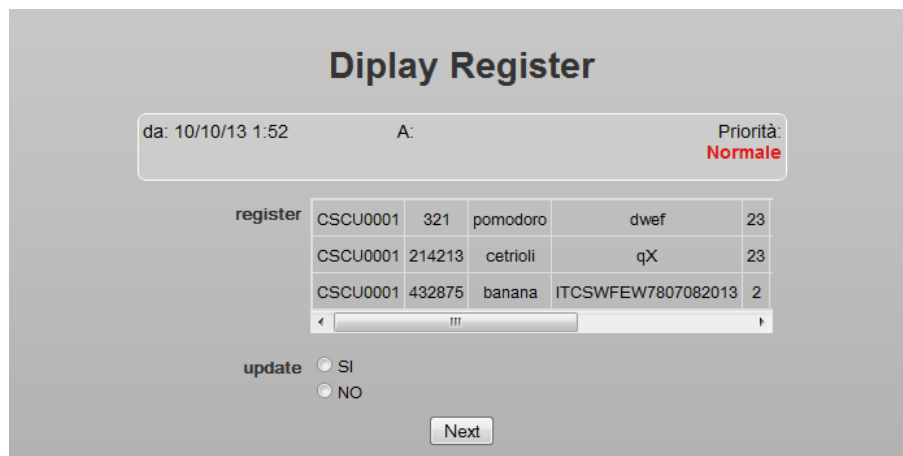 Diplay Register
da: 10/10/13 1:52 A: Priorità:
Normale
register CSCU0001 321 pomodoro dwef 23
CSCU0001 214213 cetrioli qX 23
CSCU0001 432875 banana ITCSWFEW7807082013 2
update SI
NO
Next